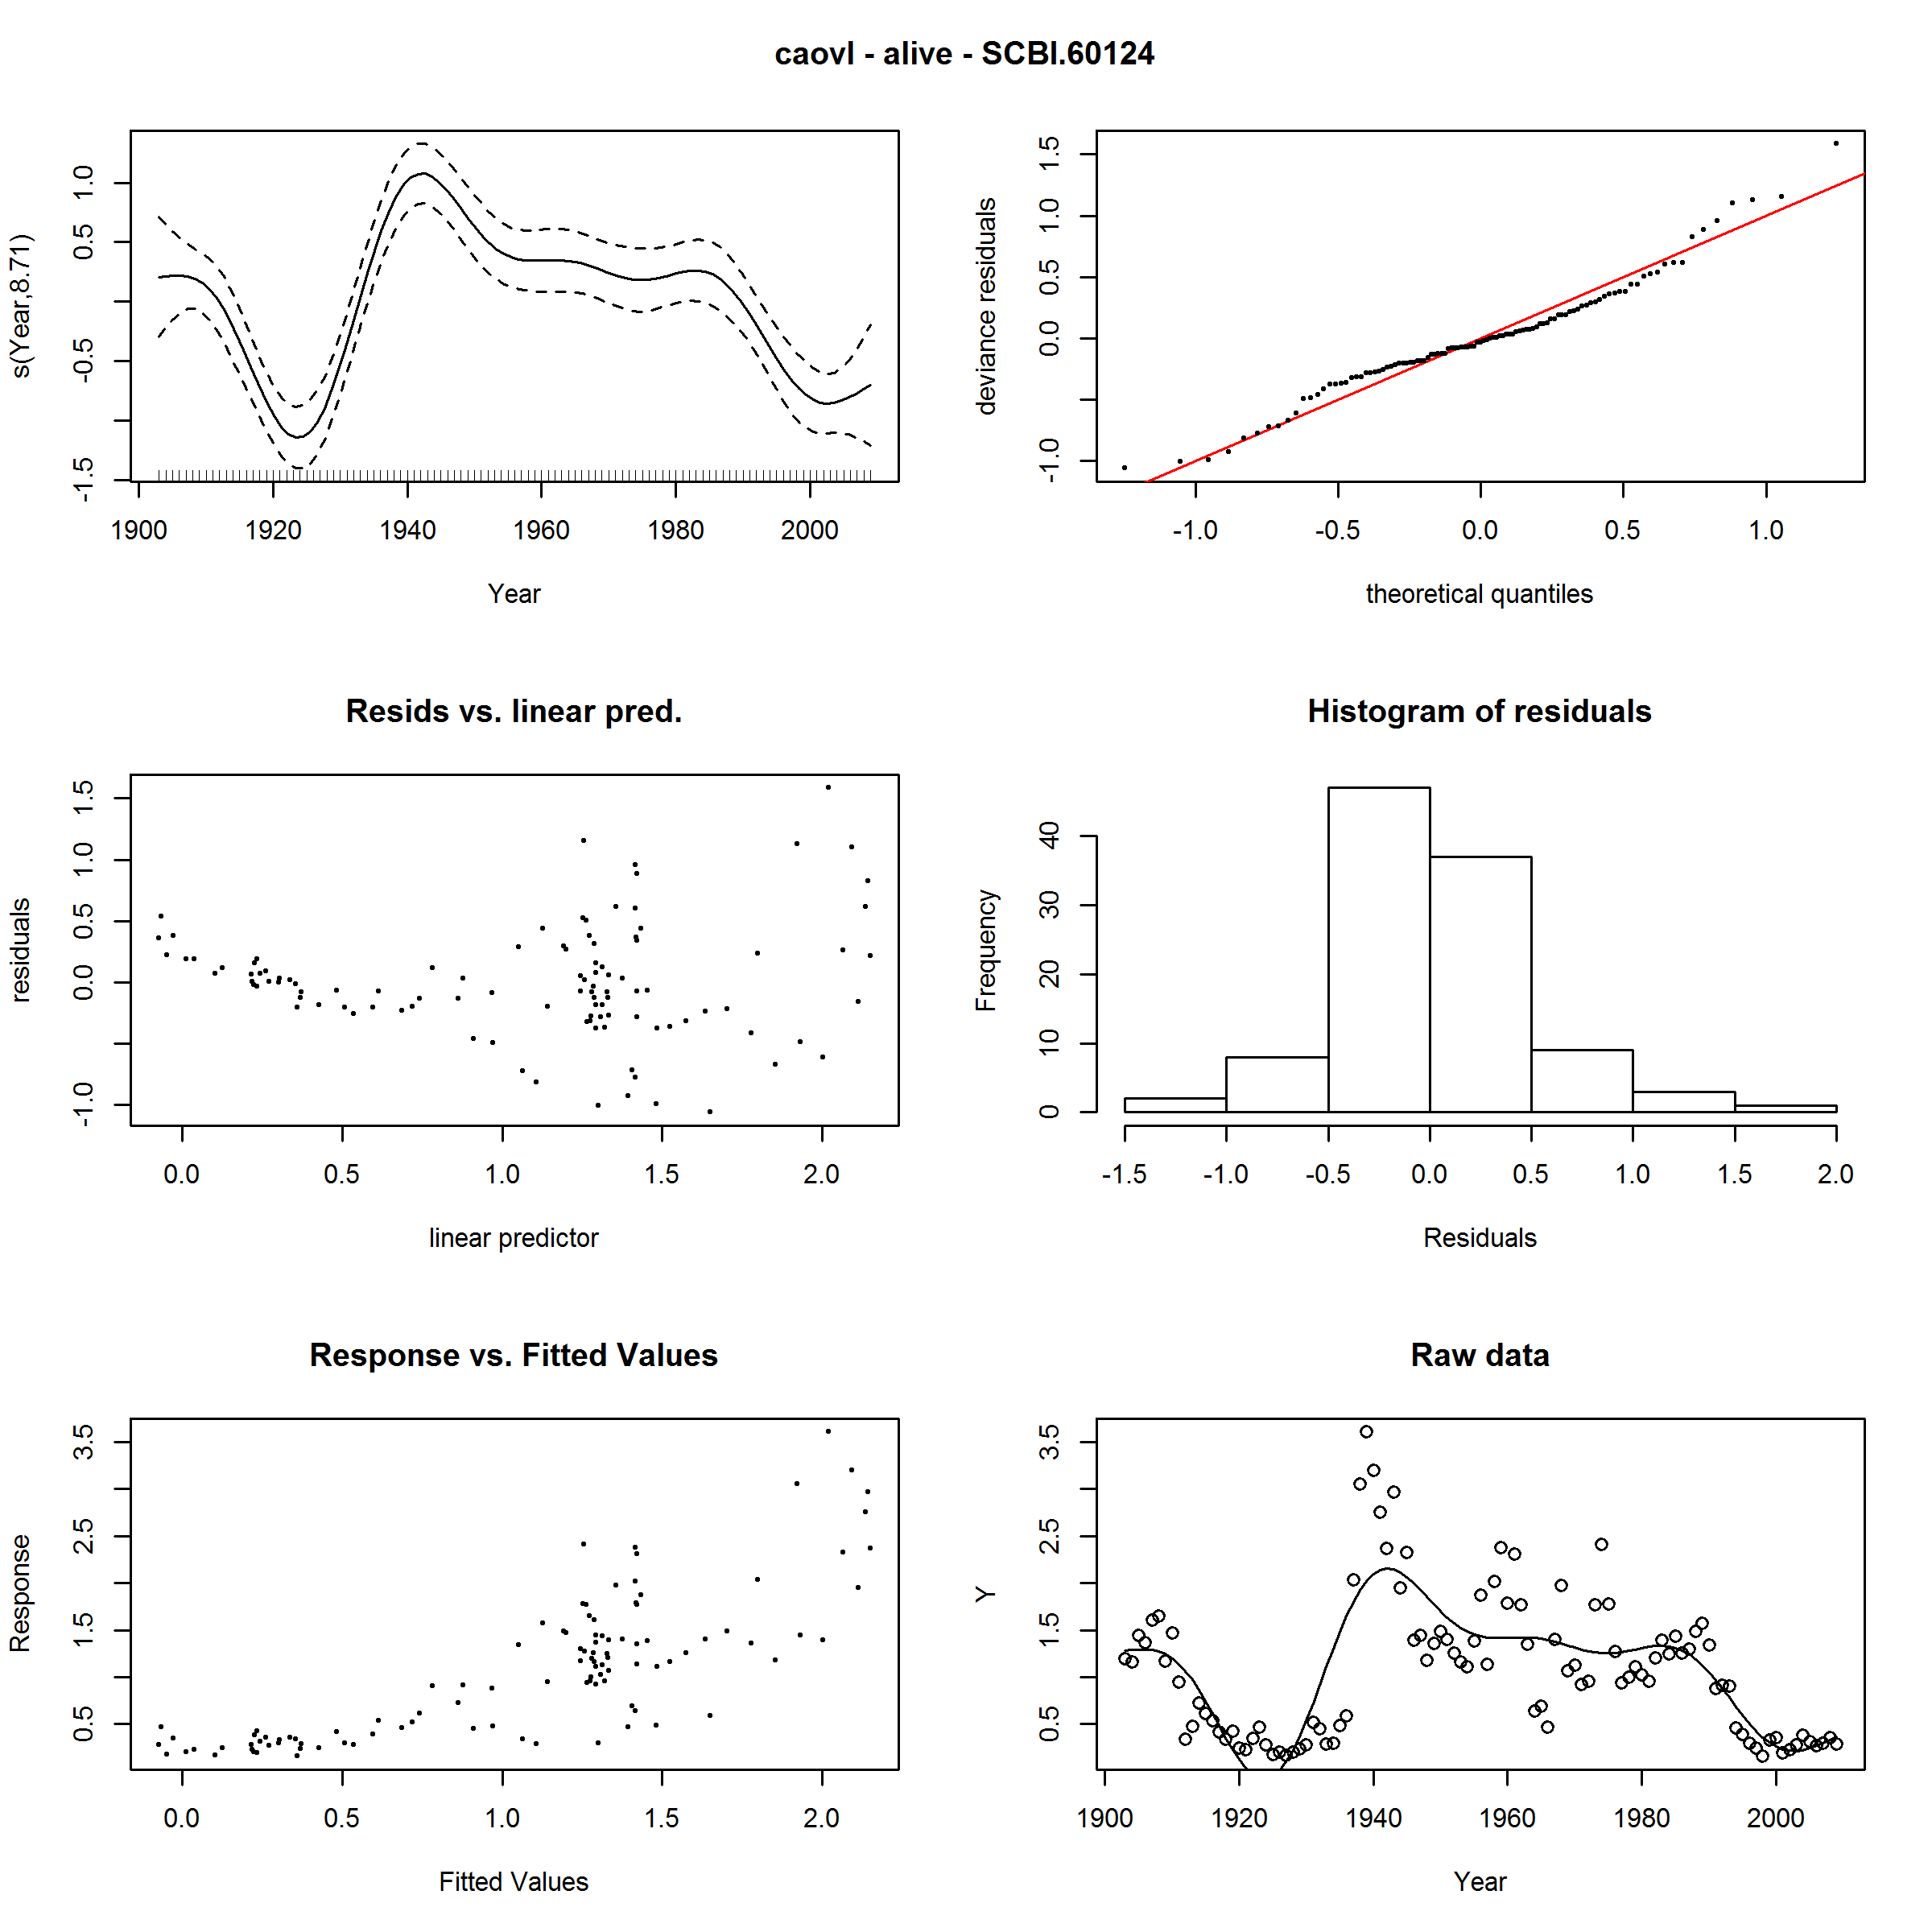 caovl - alive - SCBI.60124
s(Year,8.71)
-1.5 -0.5 0.5 1.0
1900 1920 1940 1960 1980 2000
Year
deviance residuals
-1.0 0.0 0.5 1.0 1.5
-1.0 -0.5 0.0 0.5 1.0
theoretical quantiles
Resids vs. linear pred.
residuals
-1.0 0.0 0.5 1.0 1.5
0.0 0.5 1.0 1.5 2.0
linear predictor
Histogram of residuals
Frequency
0 10 20 30 40
-1.5 -1.0 -0.5 0.0 0.5 1.0 1.5 2.0
Residuals
Response vs. Fitted Values
Response
0.5 1.5 2.5 3.5
0.0 0.5 1.0 1.5 2.0
Fitted Values
Raw data
Y
0.5 1.5 2.5 3.5
1900 1920 1940 1960 1980 2000
Year